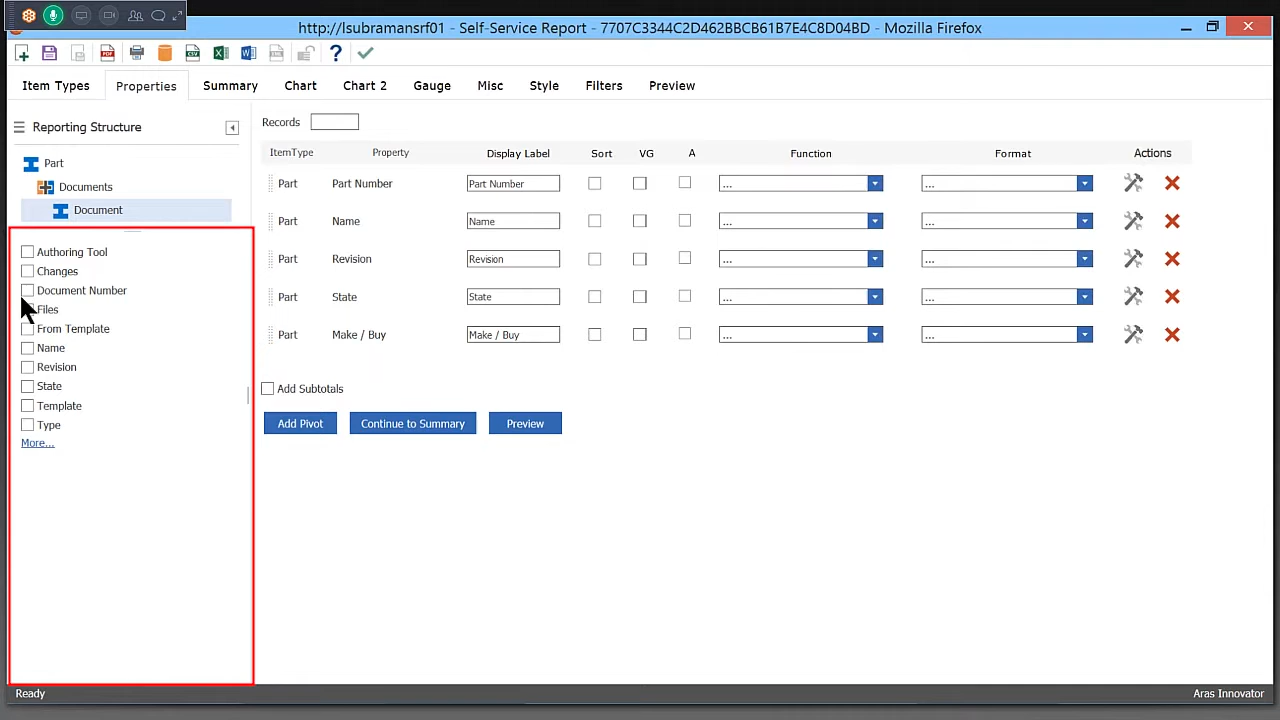 http://lsubramansrf01 - Self-Service Report - 7707C3344C2D462BBCB61B7E4C8D04BD - Mozilla Firefox
Item Types Properties Summary Chart Chart 2 Gauge Misc Style Filters Preview
Reporting Structure
Part
Documents
Document
Authoring Tool
Changes
Document Number
Files
From Template
Name
Revision
State
Template
Type
More...
Records
ItemType Property Display Label Sort VG A Function Format Actions
Part Part Number Part Number ... ...
Part Name Name ... ...
Part Revision Revision ... ...
Part State State ... ...
Part Make / Buy Make / Buy ... ...
Add Subtotals
Add Pivot Continue to Summary Preview
Ready Aras Innovator